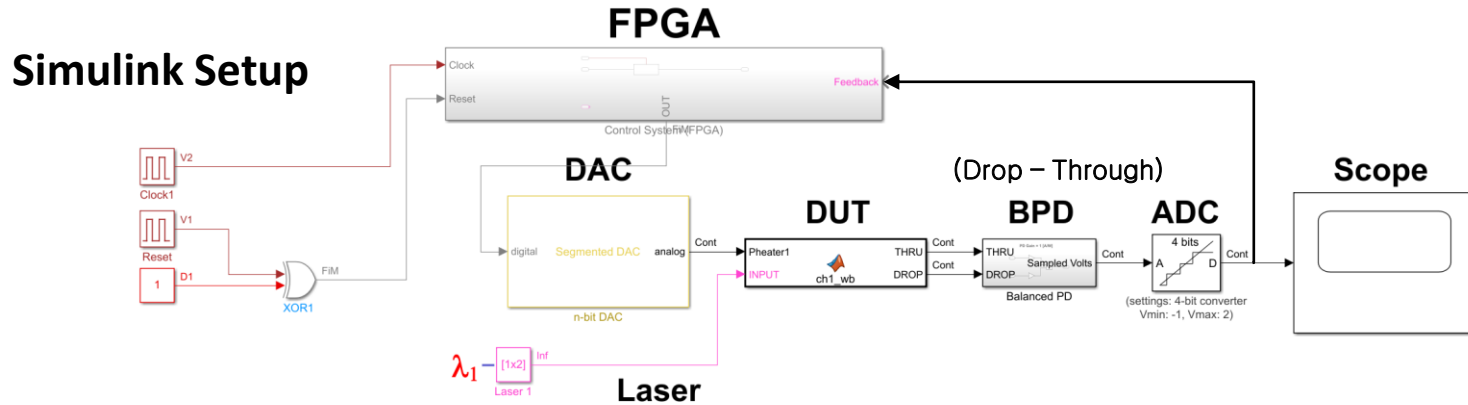 FPGA
Simulink Setup
Clock
Reset
OUT
Feedback
Control System (FPGA)
V2
Clock1
V1
Reset
1
D1
FiM
XOR1
DAC
digital
Segmented DAC
analog
n-bit DAC
Cont
λ1
[1x2]
Inf
Laser 1
Laser
DUT
Pheater1
INPUT
THRU
DROP
ch1_wb
Cont
Cont
(Drop – Through)
BPD
THRU
DROP
Sampled Volts
Balanced PD
Cont
ADC
4 bits
A
D
Cont
(settings: 4-bit converter
Vmin: -1, Vmax: 2)
Scope